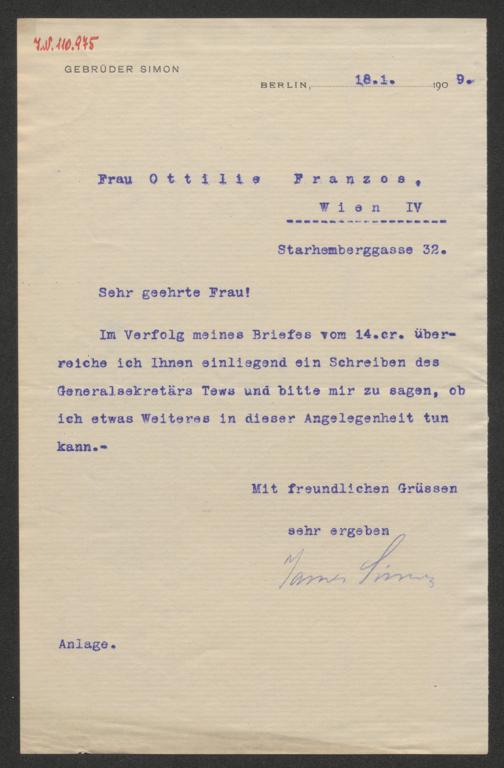 I.N. 110.975
GEBRÜDER SIMON
BERLIN, 18.1. 1909.
Frau Ottilie Franzos,
Wien IV
Starhemberggasse 32.
Sehr geehrte Frau!
Im Verfolg meines Briefes vom 14.cr. über-
reiche ich Ihnen einliegend ein Schreiben des
Generalsekretärs Tews und bitte mir zu sagen, ob
ich etwas Weiteres in dieser Angelegenheit tun
kann.-
Mit freundlichen Grüssen
sehr ergeben
James Simon
Anlage.